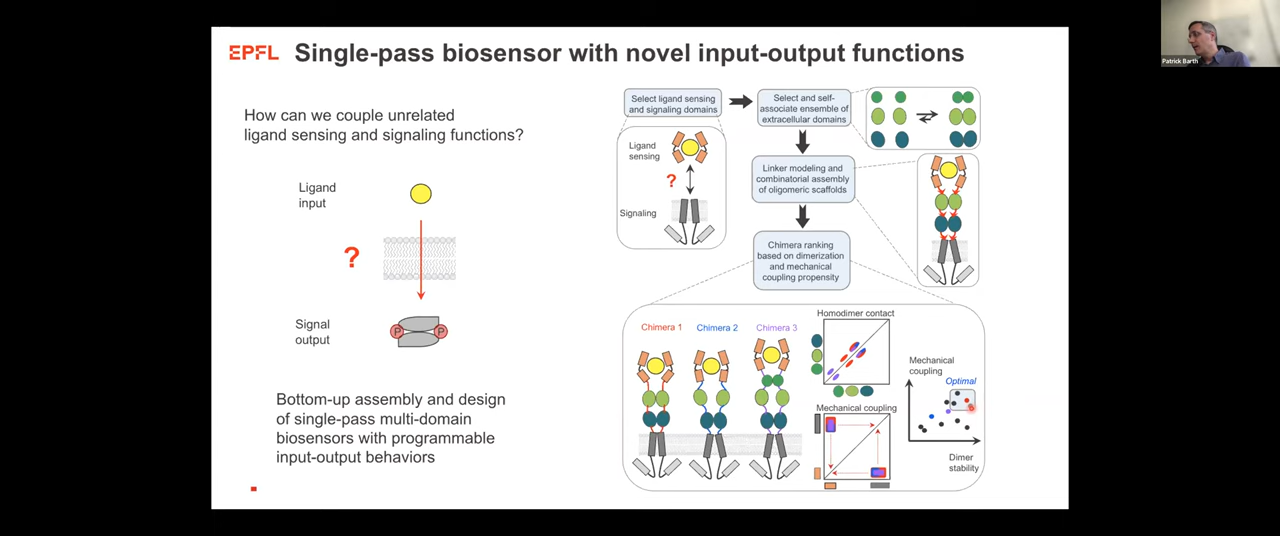 EPFL Single-pass biosensor with novel input-output functions
Patrick Barth
How can we couple unrelated
ligand sensing and signaling functions?
Ligand
input
?
Signal
output
P P
Bottom-up assembly and design
of single-pass multi-domain
biosensors with programmable
input-output behaviors
Select ligand sensing
and signaling domains
Select and self-
associate ensemble of
extracellular domains
Ligand
sensing
?
Signaling
Linker modeling and
combinatorial assembly
of oligomeric scaffolds
Chimera ranking
based on dimerization
and mechanical
coupling propensity
Chimera 1 Chimera 2 Chimera 3
Homodimer contact
Mechanical coupling
Mechanical
coupling
Optimal
Dimer
stability